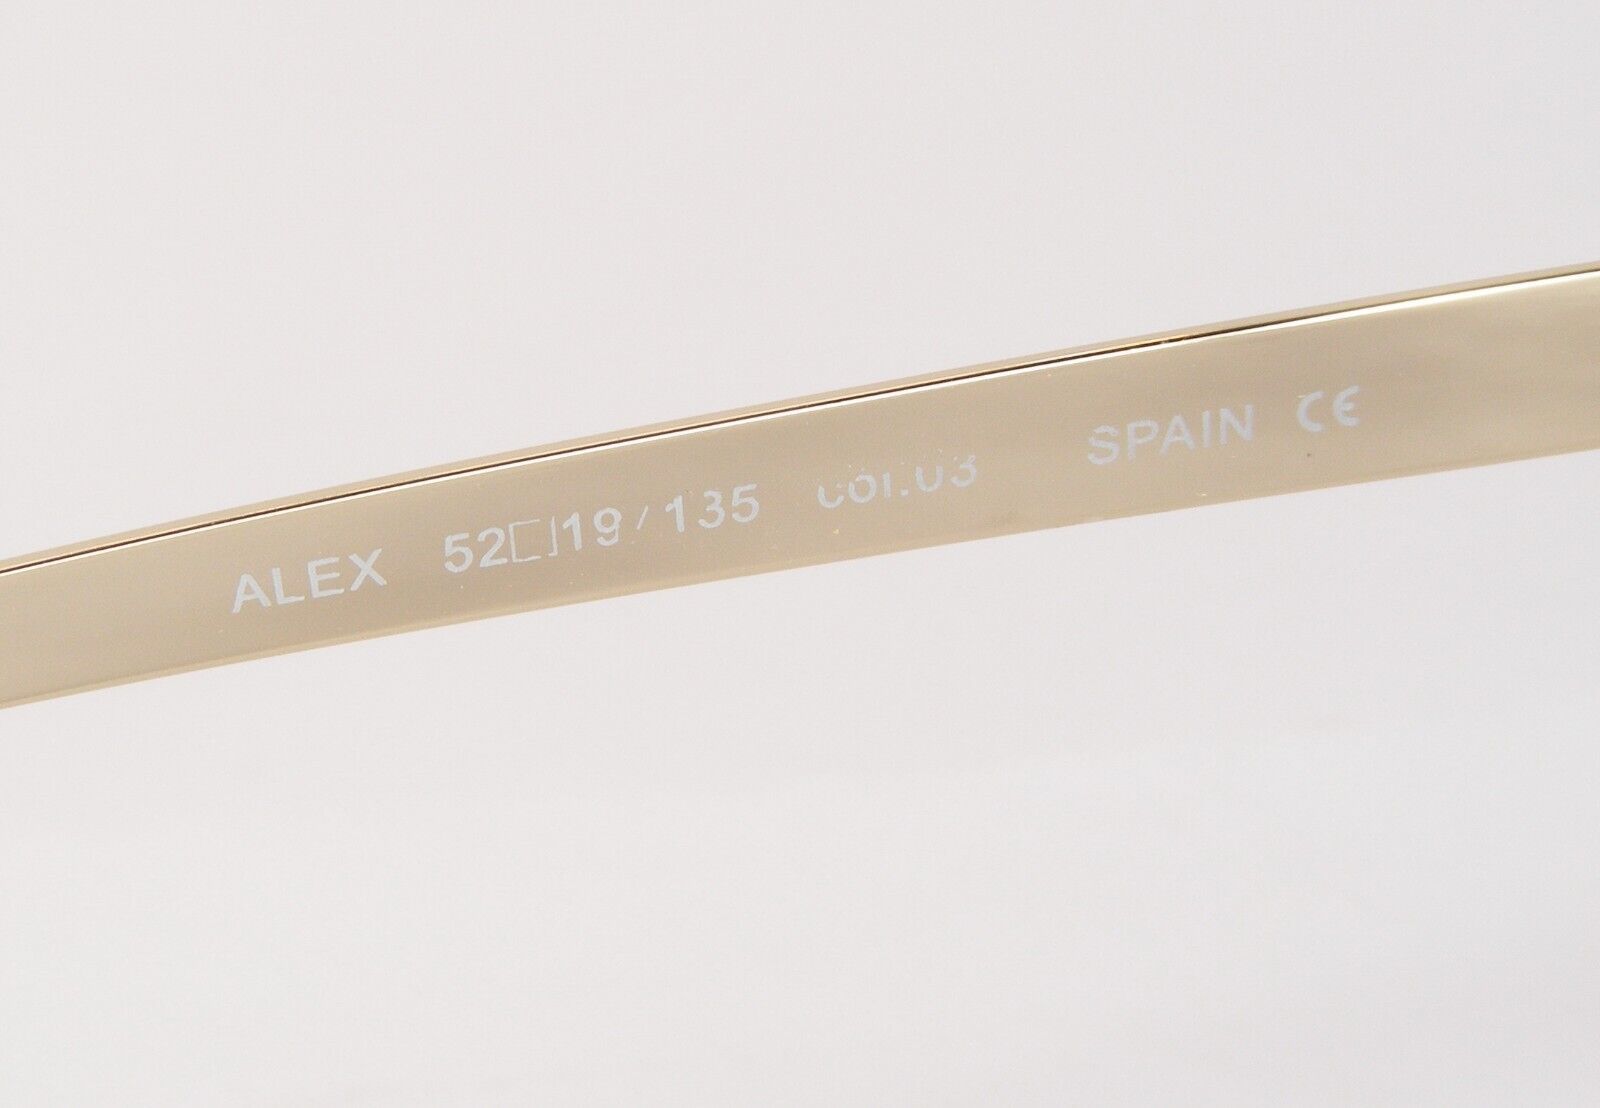 ALEX 52□19/135 Col.03 SPAIN CE